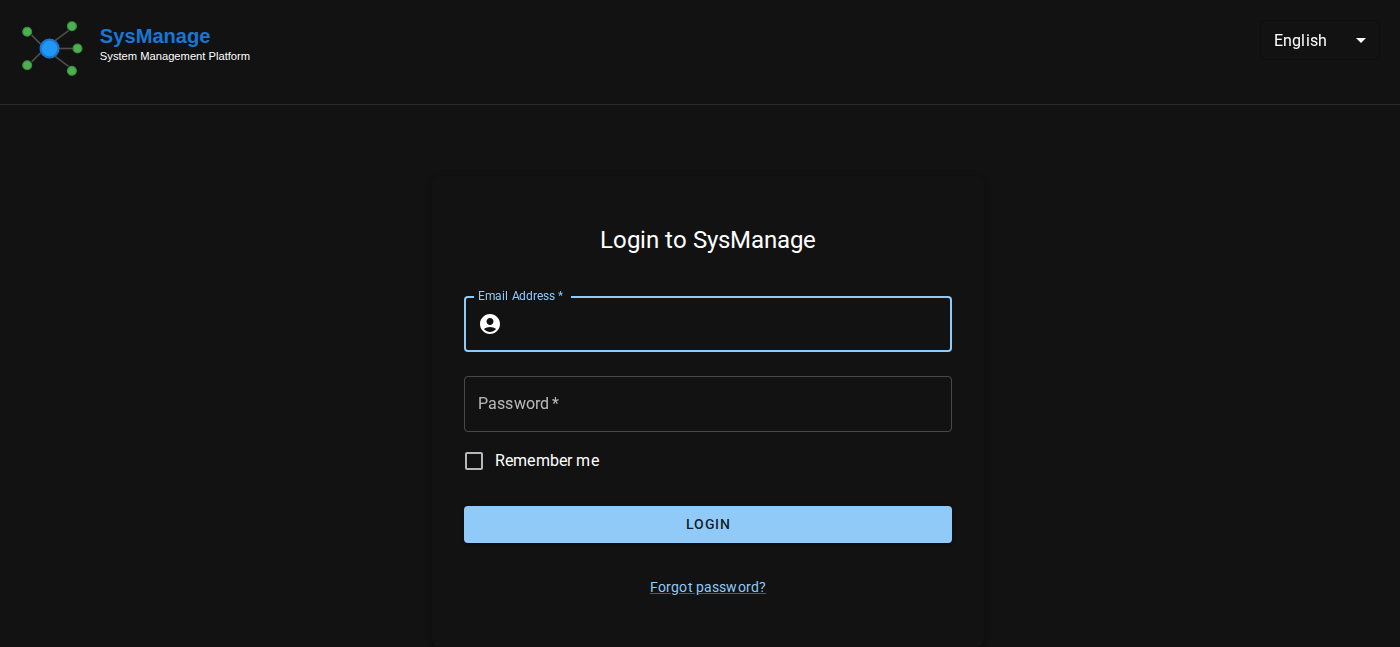 SysManage
System Management Platform
English
Login to SysManage
Email Address *
Password *
Remember me
LOGIN
Forgot password?